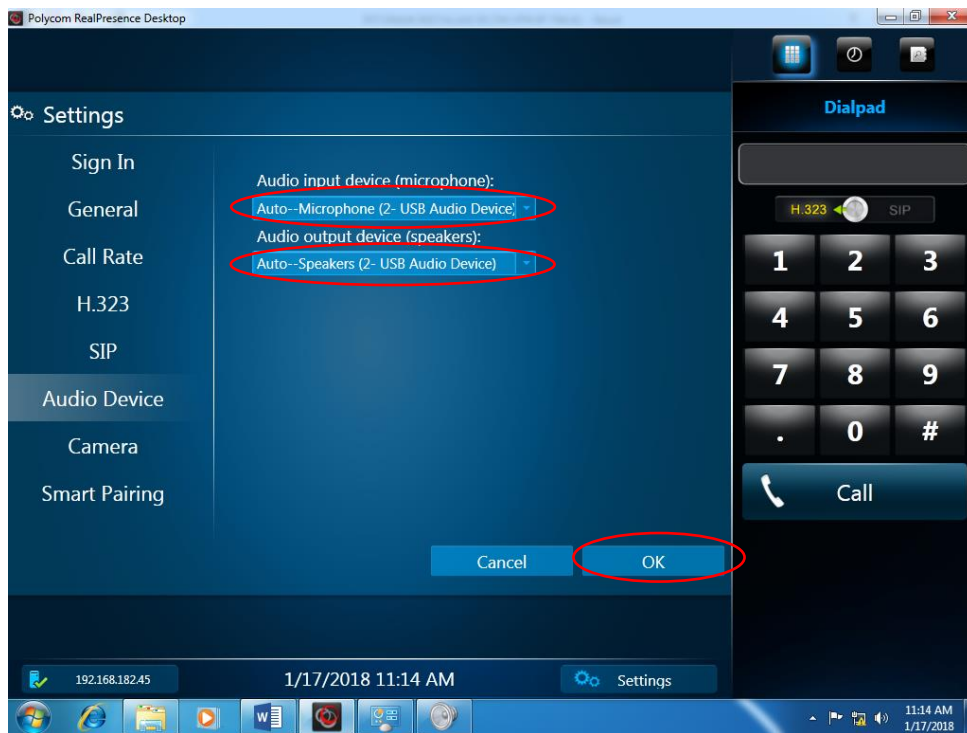 Polycom RealPresence Desktop
Settings
Sign In
General
Call Rate
H.323
SIP
Audio Device
Camera
Smart Pairing
Audio input device (microphone):
Auto--Microphone (2- USB Audio Device)
Audio output device (speakers):
Auto--Speakers (2- USB Audio Device)
Cancel
OK
192.168.182.45
1/17/2018 11:14 AM
Settings
Dialpad
H.323
SIP
1 2 3
4 5 6
7 8 9
. 0 #
Call
W
11:14 AM
1/17/2018